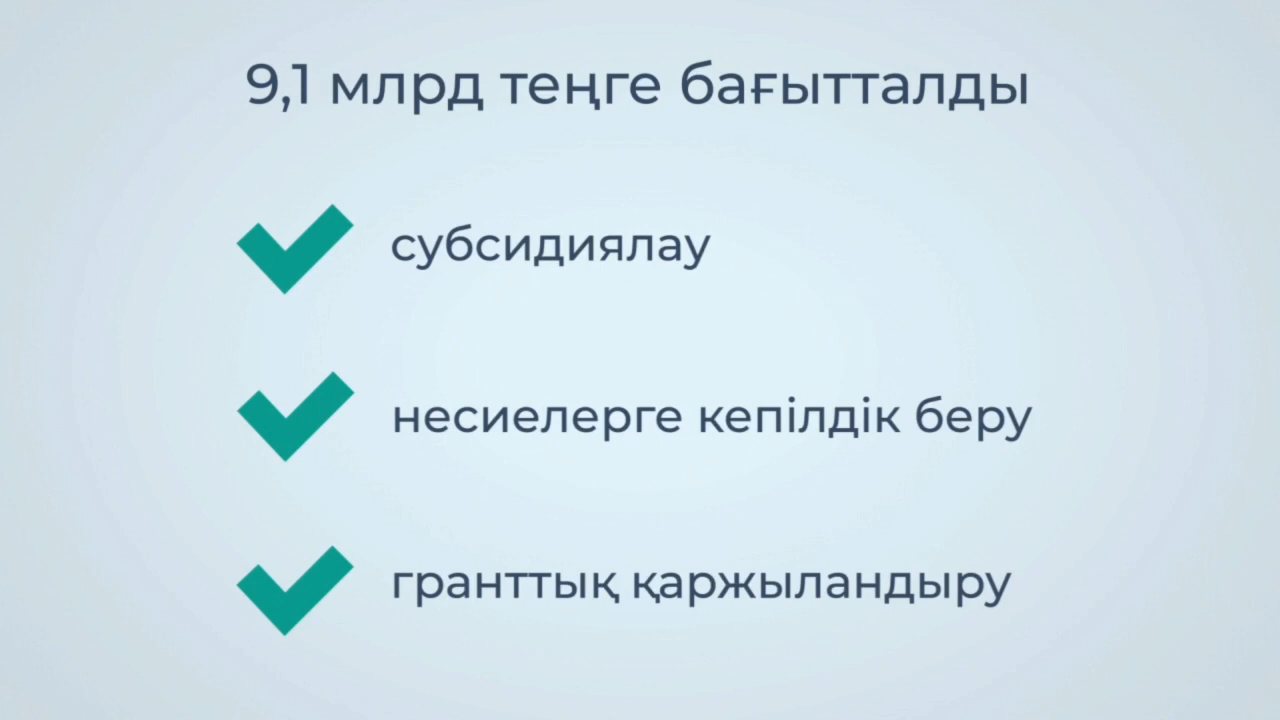 9,1 млрд теңге бағытталды
субсидиялау
несиелерге кепілдік беру
гранттық қаржыландыру